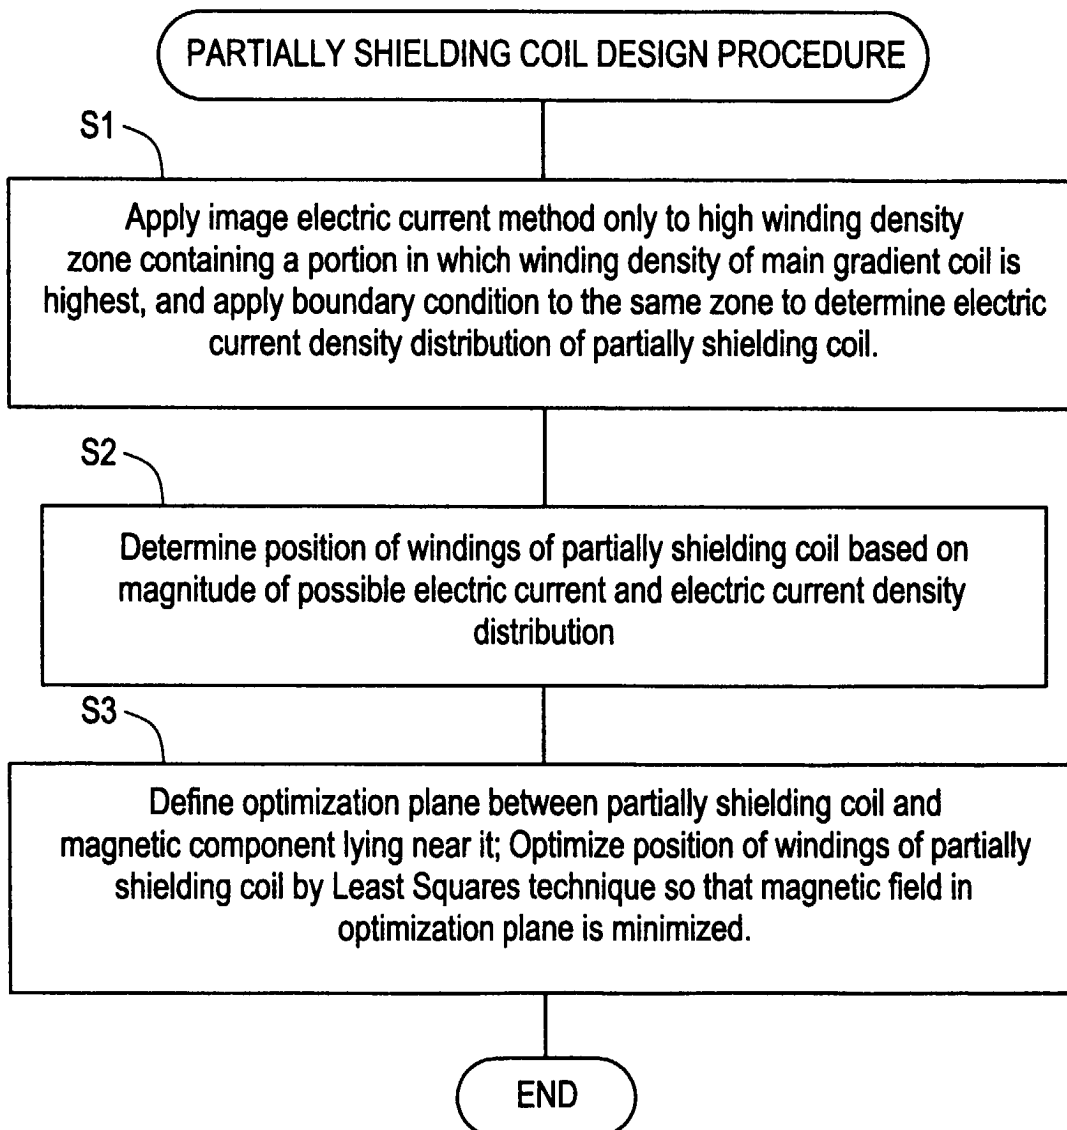 PARTIALLY SHIELDING COIL DESIGN PROCEDURE
S1
Apply image electric current method only to high winding density
zone containing a portion in which winding density of main gradient coil is
highest, and apply boundary condition to the same zone to determine electric
current density distribution of partially shielding coil.
S2
Determine position of windings of partially shielding coil based on
magnitude of possible electric current and electric current density
distribution
S3
Define optimization plane between partially shielding coil and
magnetic component lying near it; Optimize position of windings of partially
shielding coil by Least Squares technique so that magnetic field in
optimization plane is minimized.
END